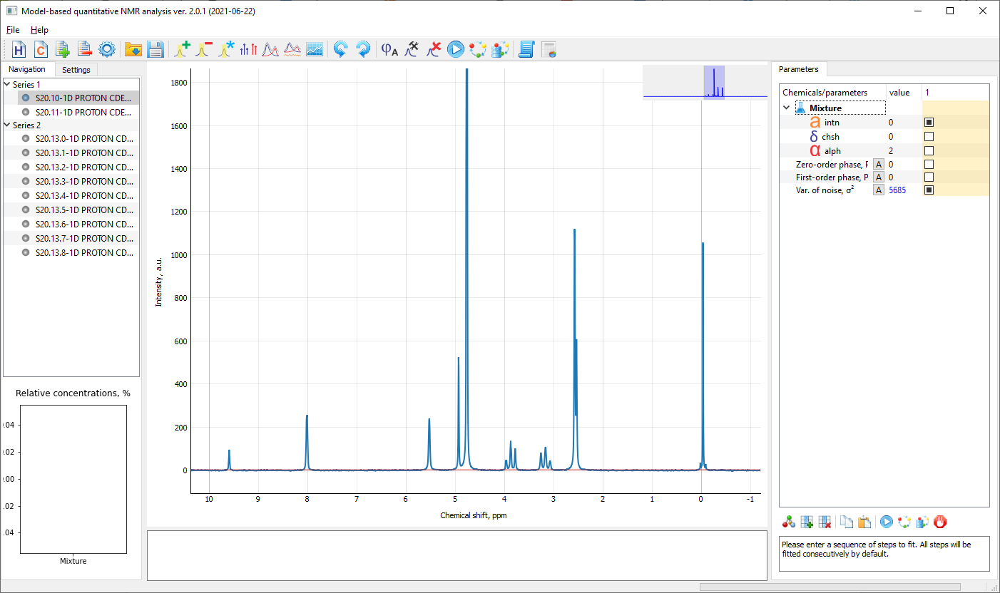 Model-based quantitative NMR analysis ver. 2.0.1 (2021-06-22)
File Help
H C φA
Navigation Settings
Series 1
S20.10-1D PROTON CDE...
S20.11-1D PROTON CDE...
Series 2
S20.13.0-1D PROTON CD...
S20.13.1-1D PROTON CD...
S20.13.2-1D PROTON CD...
S20.13.3-1D PROTON CD...
S20.13.4-1D PROTON CD...
S20.13.5-1D PROTON CD...
S20.13.6-1D PROTON CD...
S20.13.7-1D PROTON CD...
S20.13.8-1D PROTON CD...
Relative concentrations, %
.04
.02
.00
.02
.04
Mixture
1800
1600
1400
1200
1000
800
600
400
200
0
Intensity, a.u.
10 9 8 7 6 5 4 3 2 1 0 -1
Chemical shift, ppm
Parameters
Chemicals/parameters value 1
Mixture
a intn 0
δ chsh 0
α alph 2
Zero-order phase, P A 0
First-order phase, P A 0
Var. of noise, σ² A 5685
Please enter a sequence of steps to fit. All steps will be
fitted consecutively by default.